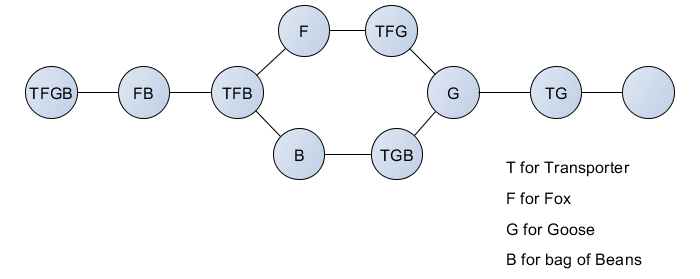 F
TFG
TFGB
FB
TFB
G
TG
B
TGB
T for Transporter
F for Fox
G for Goose
B for bag of Beans